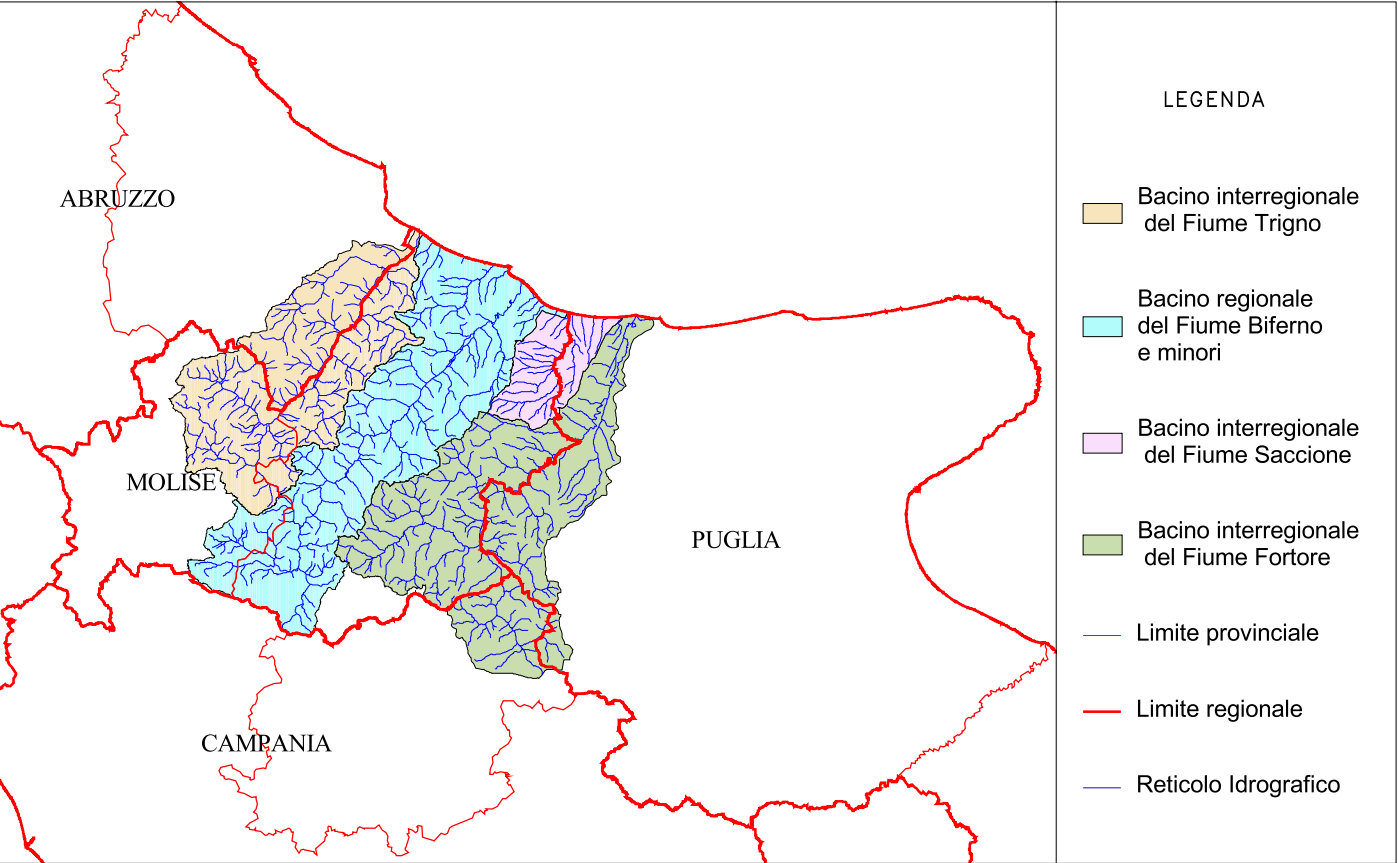 ABRUZZO
MOLISE
PUGLIA
CAMPANIA
LEGENDA
Bacino interregionale
del Fiume Trigno
Bacino regionale
del Fiume Biferno
e minori
Bacino interregionale
del Fiume Saccione
Bacino interregionale
del Fiume Fortore
Limite provinciale
Limite regionale
Reticolo Idrografico